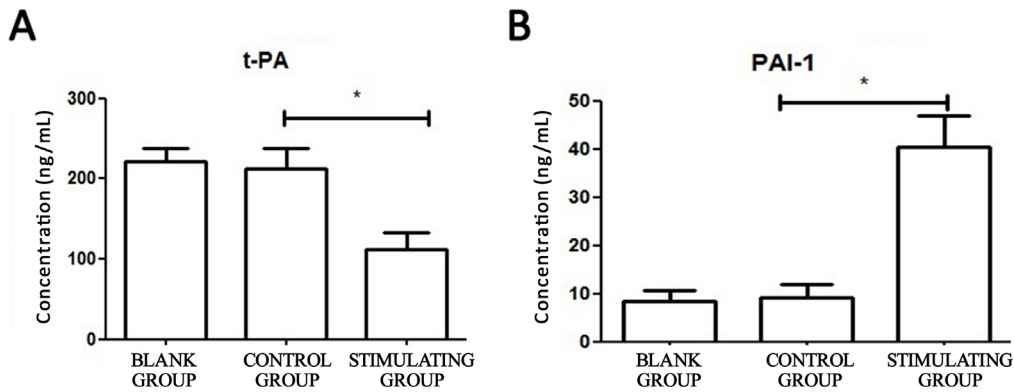 A
t-PA
Concentration (ng/mL)
300
200
100
0
*
BLANK
GROUP
CONTROL
GROUP
STIMULATING
GROUP
B
PAI-1
Concentration (ng/mL)
50
40
30
20
10
0
*
BLANK
GROUP
CONTROL
GROUP
STIMULATING
GROUP